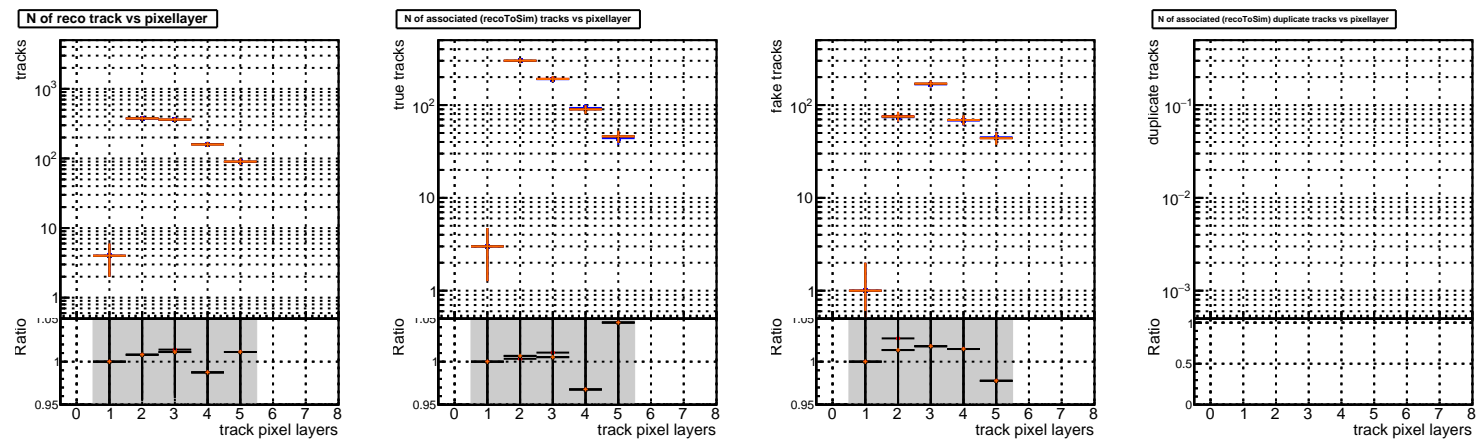 N of reco track vs pixellayer
tracks
10³
10²
10
1
Ratio
1.05
1
0.95
0 1 2 3 4 5 6 7 8
track pixel layers
N of associated (recoToSim) tracks vs pixellayer
true tracks
10²
10
1
Ratio
1.05
1
0.95
0 1 2 3 4 5 6 7 8
track pixel layers
fake tracks
10²
10
1
Ratio
1.05
1
0.95
0 1 2 3 4 5 6 7 8
track pixel layers
N of associated (recoToSim) duplicate tracks vs pixellayer
duplicate tracks
10⁻¹
10⁻²
10⁻³
Ratio
1
0.5
0
0 1 2 3 4 5 6 7 8
track pixel layers